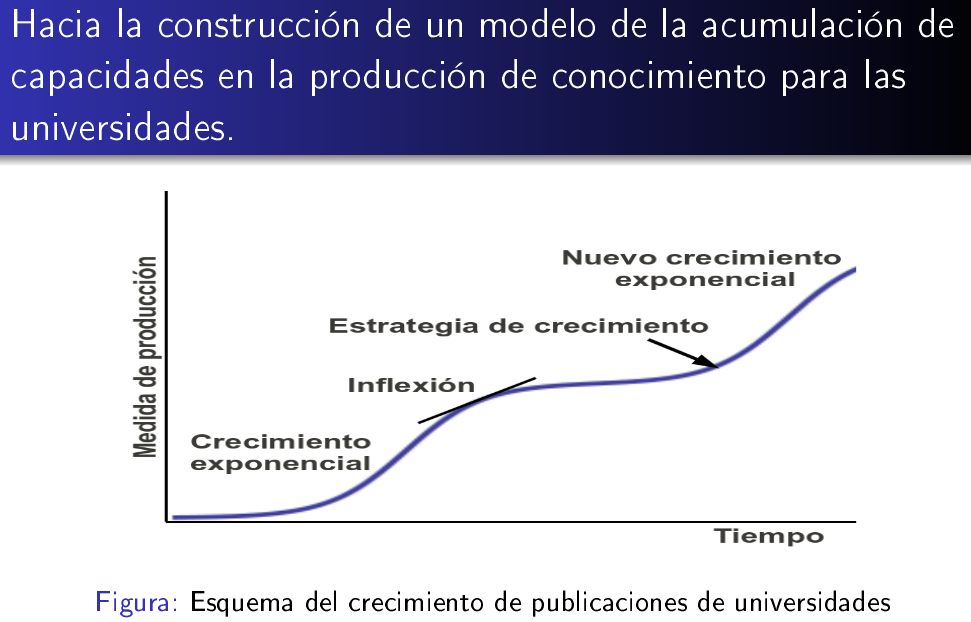 Hacia la construcción de un modelo de la acumulación de
capacidades en la producción de conocimiento para las
universidades.
Nuevo crecimiento
exponencial
Estrategia de crecimiento
Inflexión
Crecimiento
exponencial
Medida de producción
Tiempo
Figura: Esquema del crecimiento de publicaciones de universidades